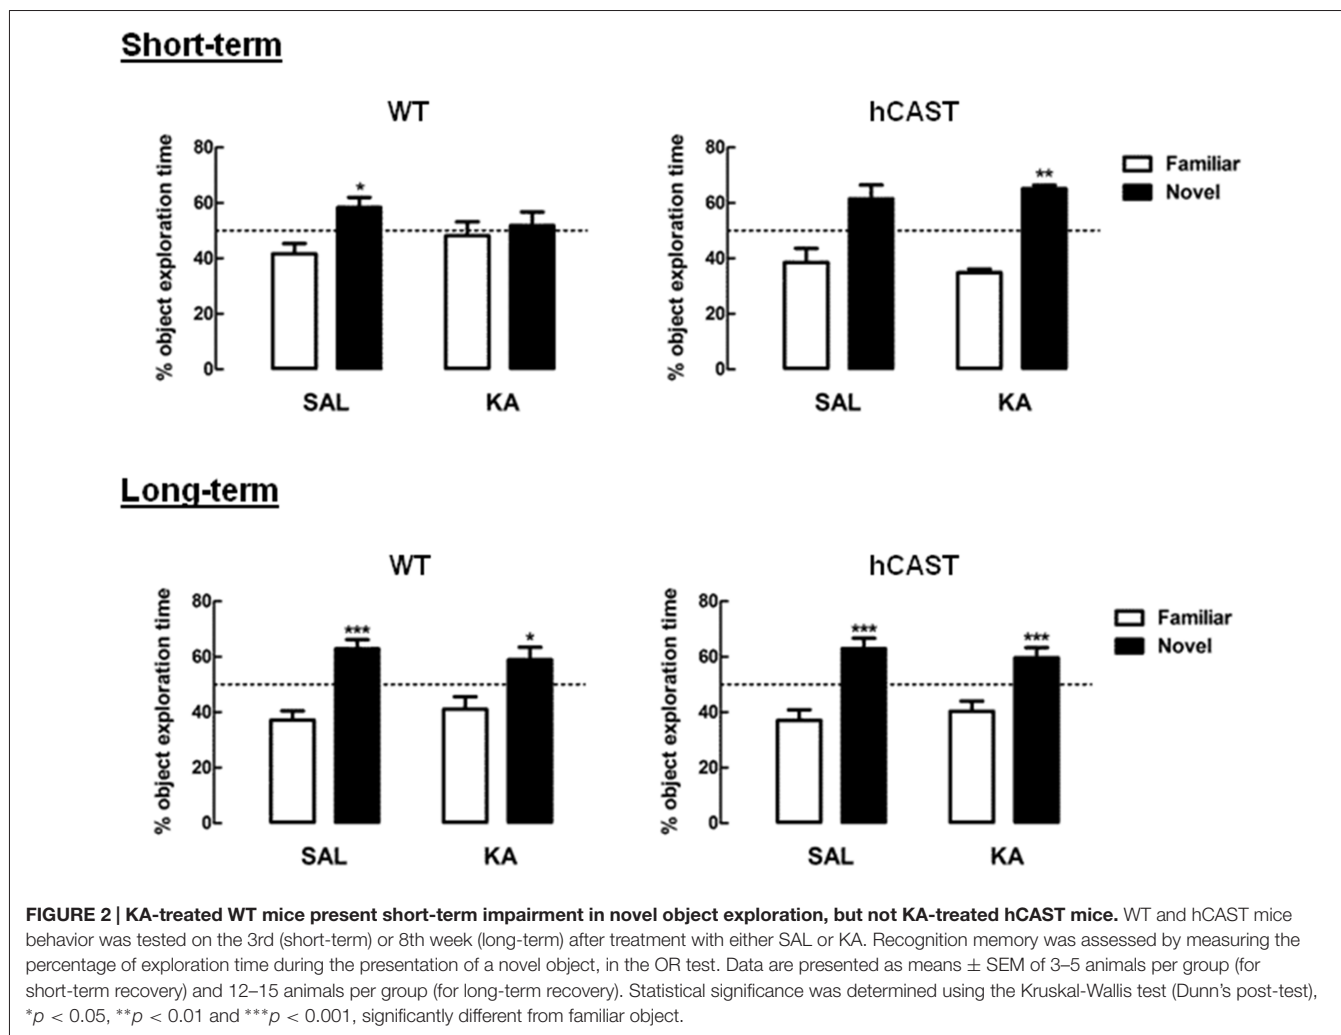 Short-term
WT
hCAST
% object exploration time
80
60
40
20
0
*
SAL
KA
% object exploration time
80
60
40
20
0
**
SAL
KA
Familiar
Novel
Long-term
WT
hCAST
% object exploration time
80
60
40
20
0
***
*
SAL
KA
% object exploration time
80
60
40
20
0
***
***
SAL
KA
Familiar
Novel
FIGURE 2 | KA-treated WT mice present short-term impairment in novel object exploration, but not KA-treated hCAST mice. WT and hCAST mice
behavior was tested on the 3rd (short-term) or 8th week (long-term) after treatment with either SAL or KA. Recognition memory was assessed by measuring the
percentage of exploration time during the presentation of a novel object, in the OR test. Data are presented as means ± SEM of 3–5 animals per group (for
short-term recovery) and 12–15 animals per group (for long-term recovery). Statistical significance was determined using the Kruskal-Wallis test (Dunn's post-test),
*p < 0.05, **p < 0.01 and ***p < 0.001, significantly different from familiar object.